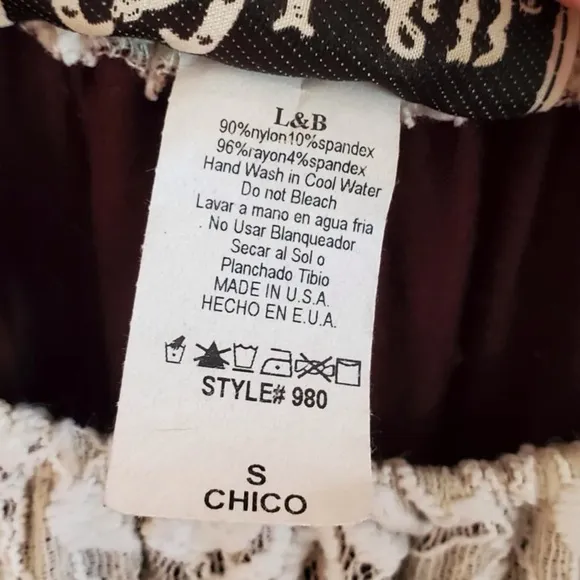 L&B
90%nylon10%spandex
96%rayon4%spandex
Hand Wash in Cool Water
Do not Bleach
Lavar a mano en agua fria
No Usar Blanqueador
Secar al Sol o
Planchado Tibio
MADE IN U.S.A.
HECHO EN E.U.A.
STYLE# 980
S
CHICO